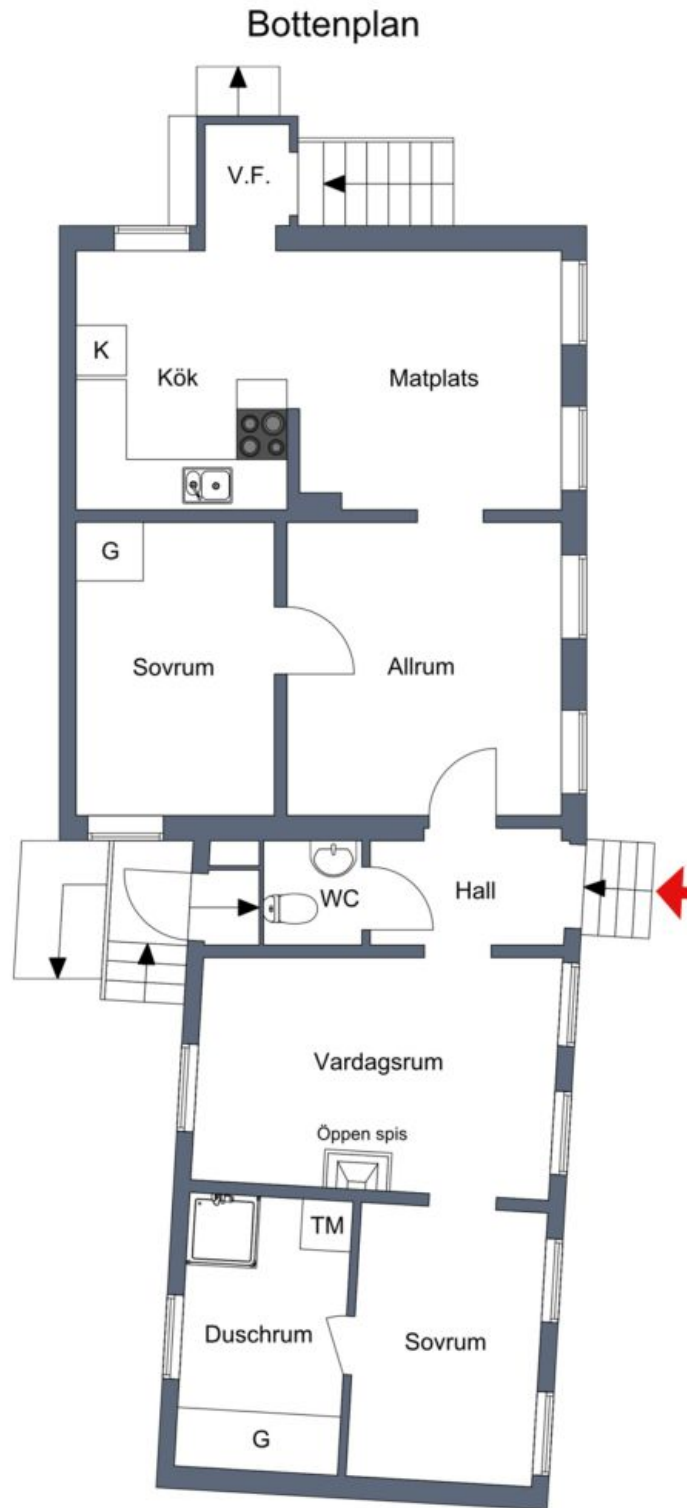 Bottenplan
V.F.
K
Kök
Matplats
G
Sovrum
Allrum
WC
Hall
Vardagsrum
Öppen spis
TM
Duschrum
Sovrum
G